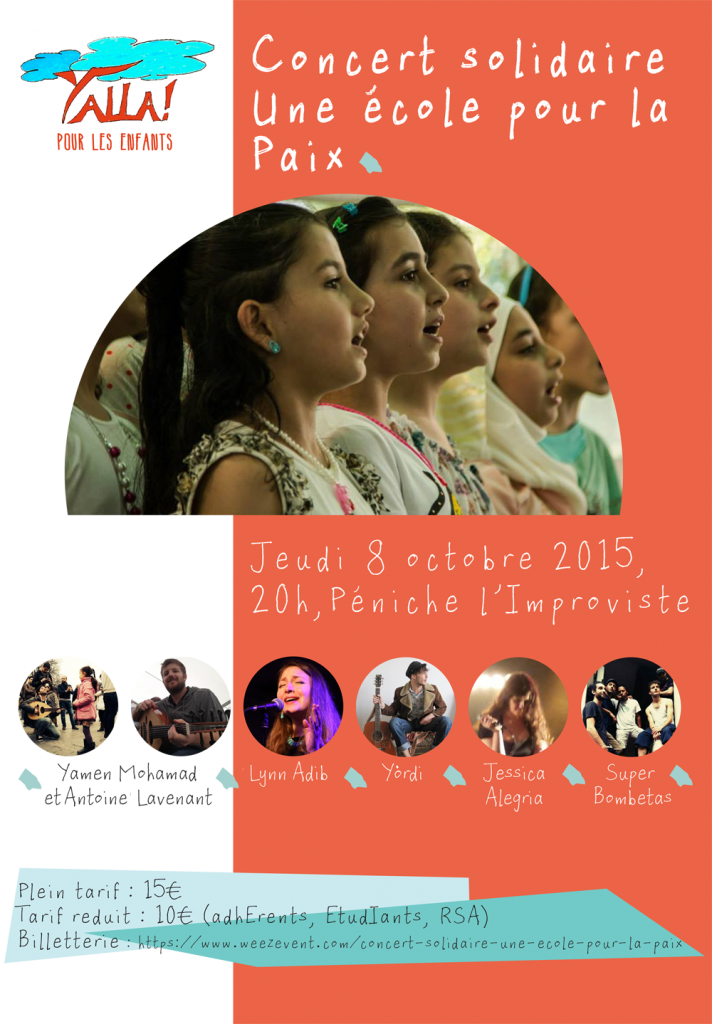 YALLA!
POUR LES ENFANTS
Concert solidaire
Une école pour la
Paix
Jeudi 8 octobre 2015,
20h, Péniche l'Improviste
Yamen Mohamad
et Antoine Lavenant
Lynn Adib
Yòrdi
Jessica
Alegria
Super
Bombetas
Plein tarif : 15€
Tarif reduit : 10€ (adhErents, EtudIants, RSA)
Billetterie : https://www.weezevent.com/concert-solidaire-une-ecole-pour-la-paix